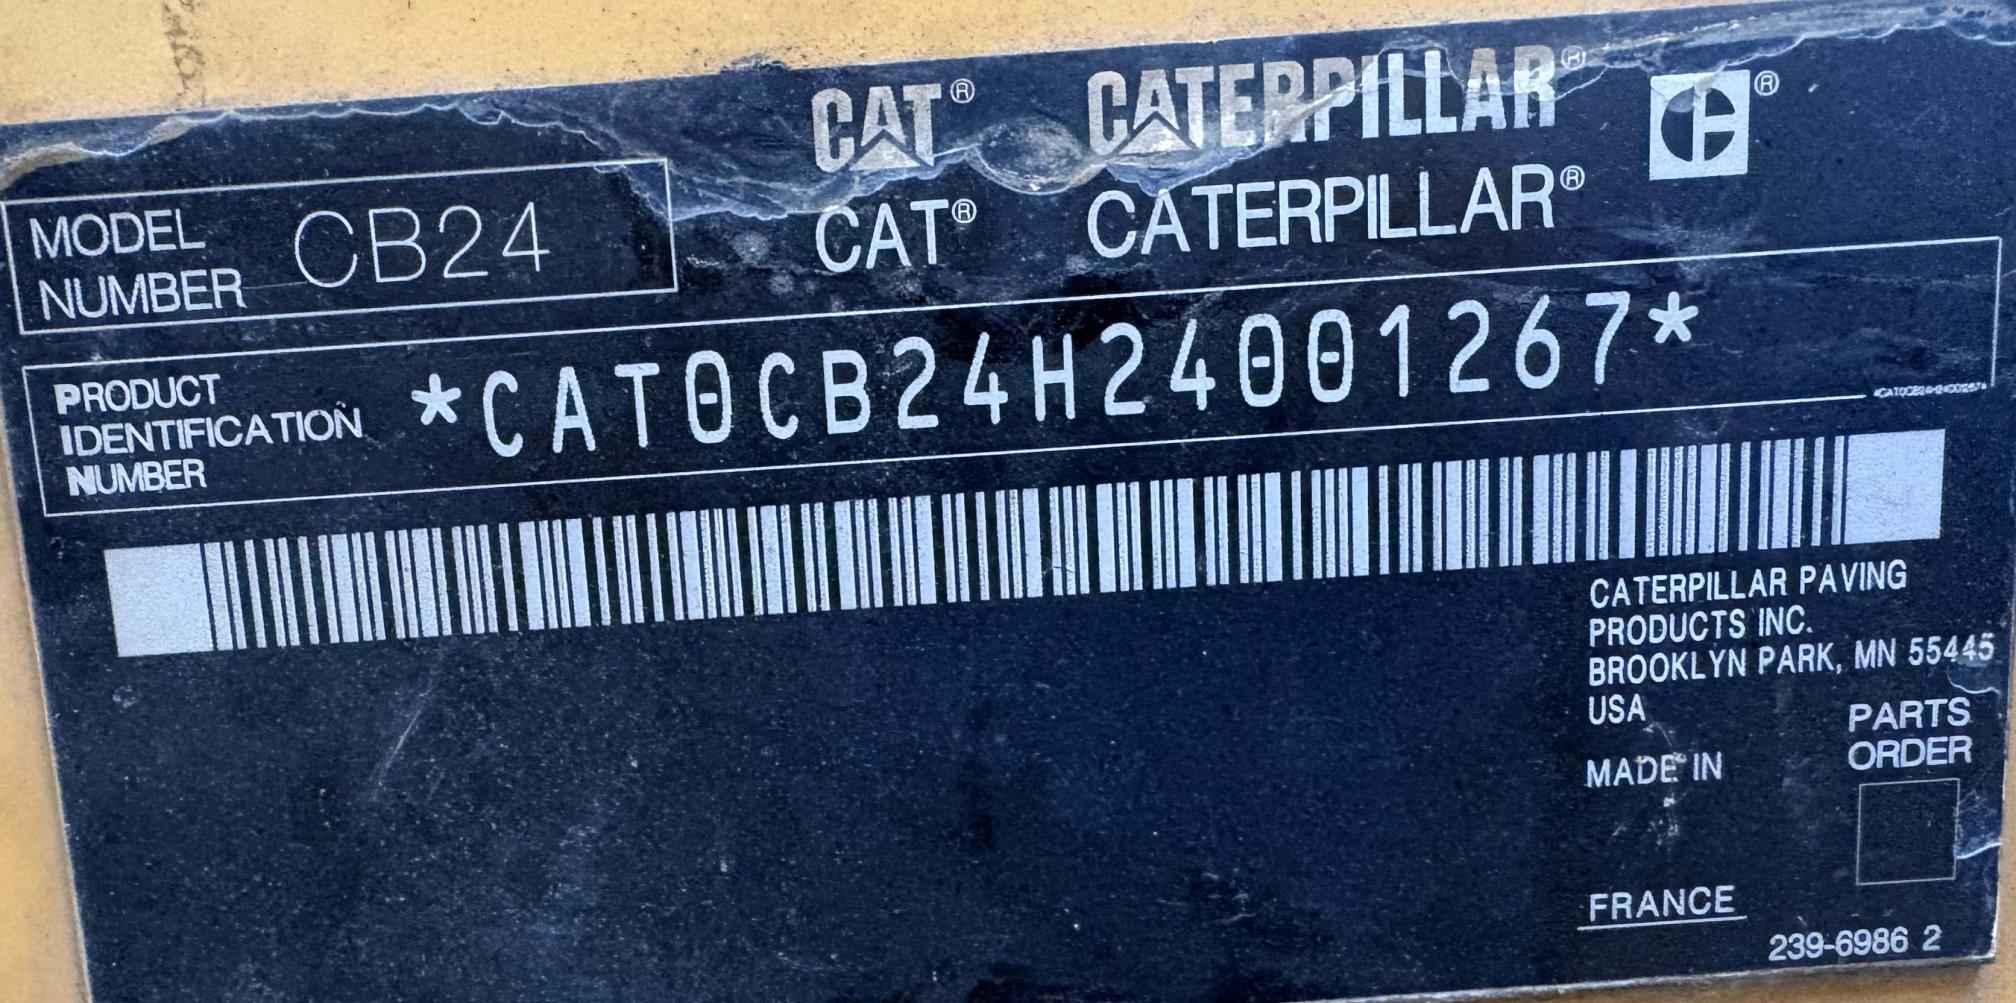 CAT® CATERPILLAR® ®
MODEL NUMBER CB24 CAT® CATERPILLAR®
PRODUCT
IDENTIFICATION
NUMBER
*CAT0CB24H24001267*
*CAT0CB24H24001267*
CATERPILLAR PAVING
PRODUCTS INC.
BROOKLYN PARK, MN 55445
USA
PARTS
ORDER
MADE IN
FRANCE
239-6986 2